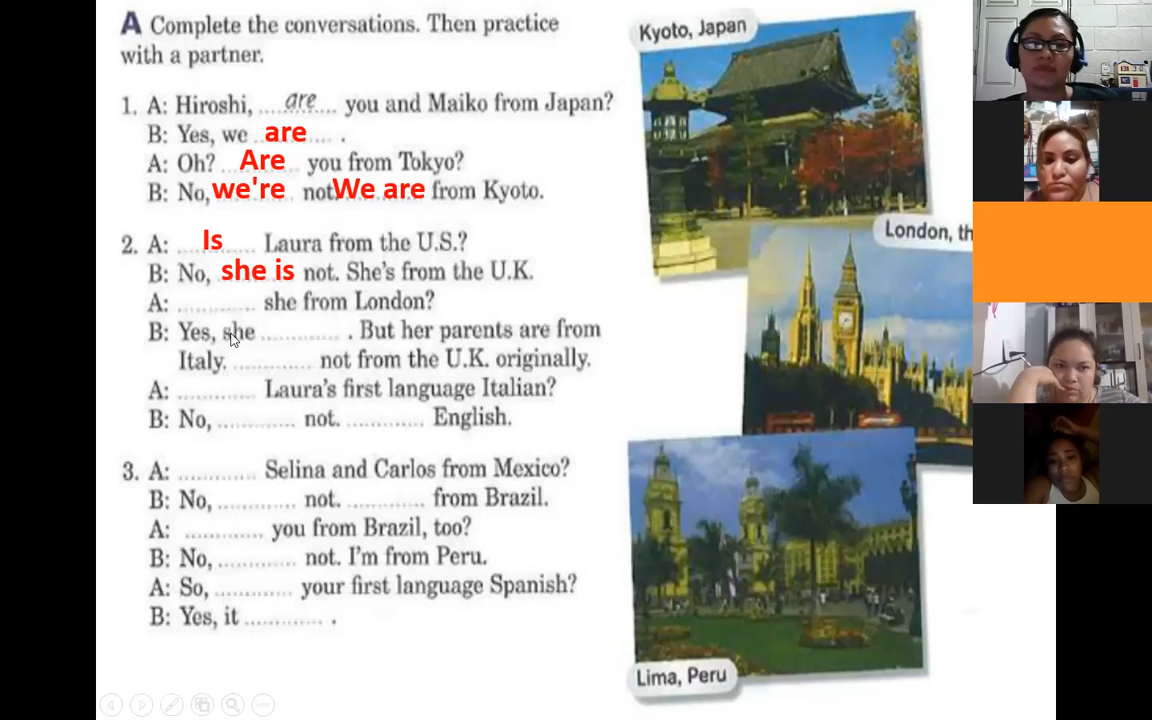 A Complete the conversations. Then practice
with a partner.
1. A: Hiroshi, ....are.... you and Maiko from Japan?
B: Yes, we are .
A: Oh? Are you from Tokyo?
B: No, we're not. We are from Kyoto.
2. A: Is Laura from the U.S.?
B: No, she is not. She's from the U.K.
A: ............ she from London?
B: Yes, she ............ . But her parents are from
Italy. ............ not from the U.K. originally.
A: ............ Laura's first language Italian?
B: No, ............ not. ............ English.
3. A: ............ Selina and Carlos from Mexico?
B: No, ............ not. ............ from Brazil.
A: ............ you from Brazil, too?
B: No, ............ not. I'm from Peru.
A: So, ............ your first language Spanish?
B: Yes, it ............ .
Kyoto, Japan
London, th
Lima, Peru